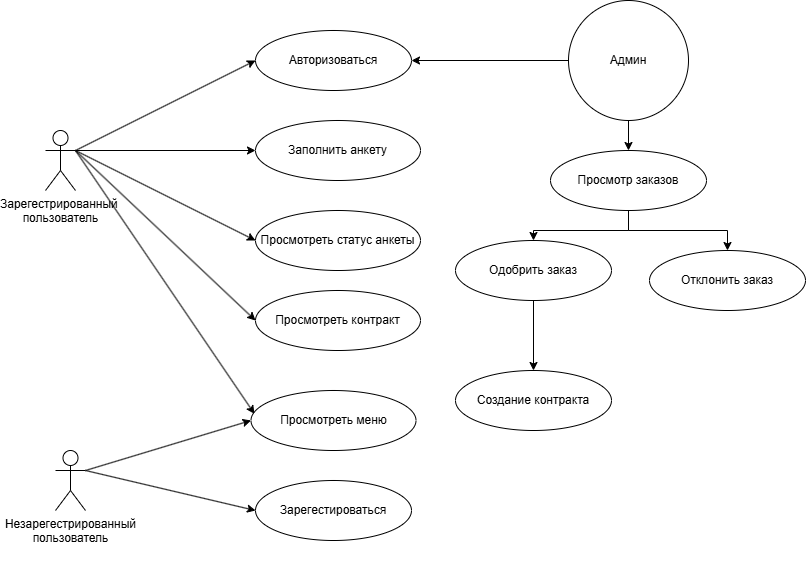 Авторизоваться
Админ
Заполнить анкету
Просмотр заказов
Зарегестрированный
пользователь
Просмотреть статус анкеты
Одобрить заказ
Отклонить заказ
Просмотреть контракт
Создание контракта
Просмотреть меню
Незарегестрированный
пользователь
Зарегестироваться